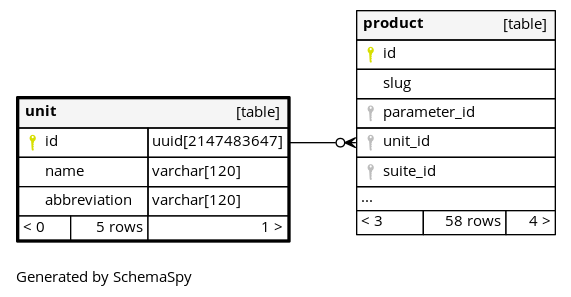 product [table]
id
slug
parameter_id
unit_id
suite_id
...
< 3 58 rows 4 >
unit [table]
id uuid[2147483647]
name varchar[120]
abbreviation varchar[120]
< 0 5 rows 1 >
Generated by SchemaSpy